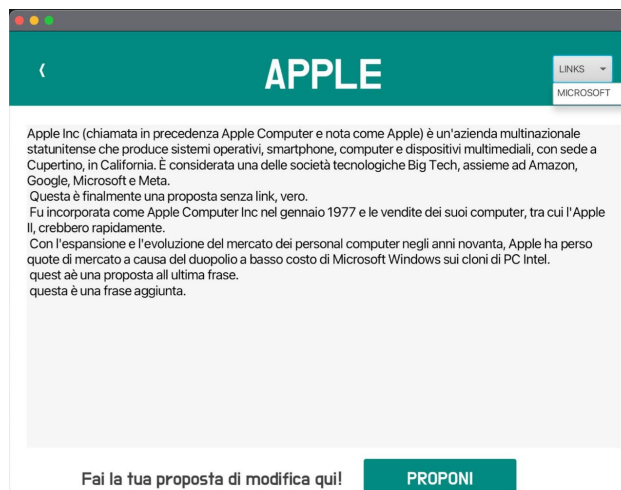 APPLE
LINKS
MICROSOFT
Apple Inc (chiamata in precedenza Apple Computer e nota come Apple) è un'azienda multinazionale
statunitense che produce sistemi operativi, smartphone, computer e dispositivi multimediali, con sede a
Cupertino, in California. È considerata una delle società tecnologiche Big Tech, assieme ad Amazon,
Google, Microsoft e Meta.
Questa è finalmente una proposta senza link, vero.
Fu incorporata come Apple Computer Inc nel gennaio 1977 e le vendite dei suoi computer, tra cui l'Apple
II, crebbero rapidamente.
Con l'espansione e l'evoluzione del mercato dei personal computer negli anni novanta, Apple ha perso
quote di mercato a causa del duopolio a basso costo di Microsoft Windows sui cloni di PC Intel.
quest aè una proposta all ultima frase.
questa è una frase aggiunta.
Fai la tua proposta di modifica qui!
PROPONI